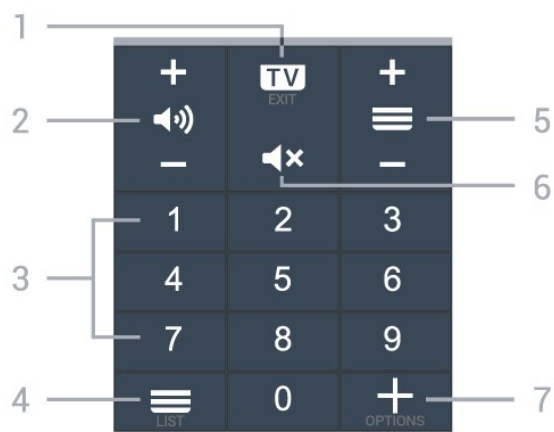 1
+ TV +
EXIT
2 5
- × -
6
1 2 3
3
4 5 6
7 8 9
4 0 + 7
LIST OPTIONS